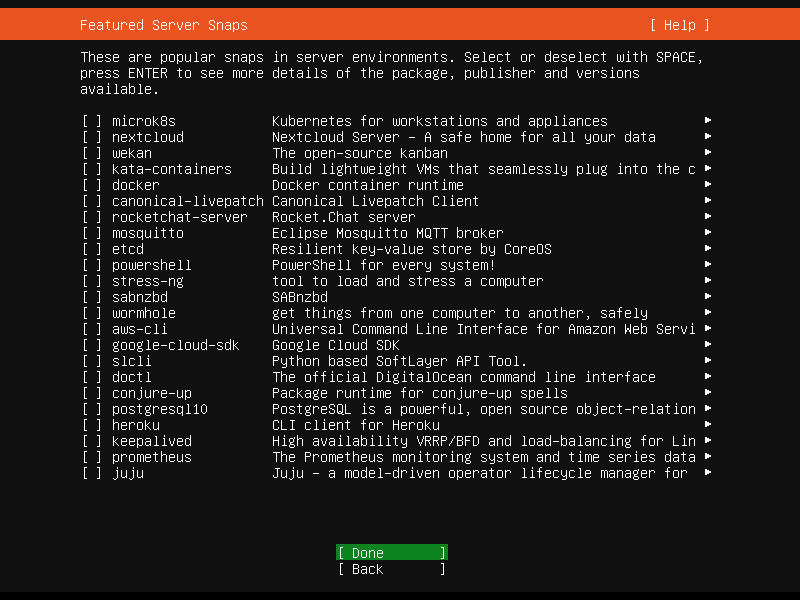 Featured Server Snaps [ Help ]
These are popular snaps in server environments. Select or deselect with SPACE,
press ENTER to see more details of the package, publisher and versions
available.
[ ] microk8s Kubernetes for workstations and appliances ▸
[ ] nextcloud Nextcloud Server - A safe home for all your data ▸
[ ] wekan The open-source kanban ▸
[ ] kata-containers Build lightweight VMs that seamlessly plug into the c ▸
[ ] docker Docker container runtime ▸
[ ] canonical-livepatch Canonical Livepatch Client ▸
[ ] rocketchat-server Rocket.Chat server ▸
[ ] mosquitto Eclipse Mosquitto MQTT broker ▸
[ ] etcd Resilient key-value store by CoreOS ▸
[ ] powershell PowerShell for every system! ▸
[ ] stress-ng tool to load and stress a computer ▸
[ ] sabnzbd SABnzbd ▸
[ ] wormhole get things from one computer to another, safely ▸
[ ] aws-cli Universal Command Line Interface for Amazon Web Servi ▸
[ ] google-cloud-sdk Google Cloud SDK ▸
[ ] slcli Python based SoftLayer API Tool. ▸
[ ] doctl The official DigitalOcean command line interface ▸
[ ] conjure-up Package runtime for conjure-up spells ▸
[ ] postgresql10 PostgreSQL is a powerful, open source object-relation ▸
[ ] heroku CLI client for Heroku ▸
[ ] keepalived High availability VRRP/BFD and load-balancing for Lin ▸
[ ] prometheus The Prometheus monitoring system and time series data ▸
[ ] juju Juju - a model-driven operator lifecycle manager for ▸
[ Done ]
[ Back ]